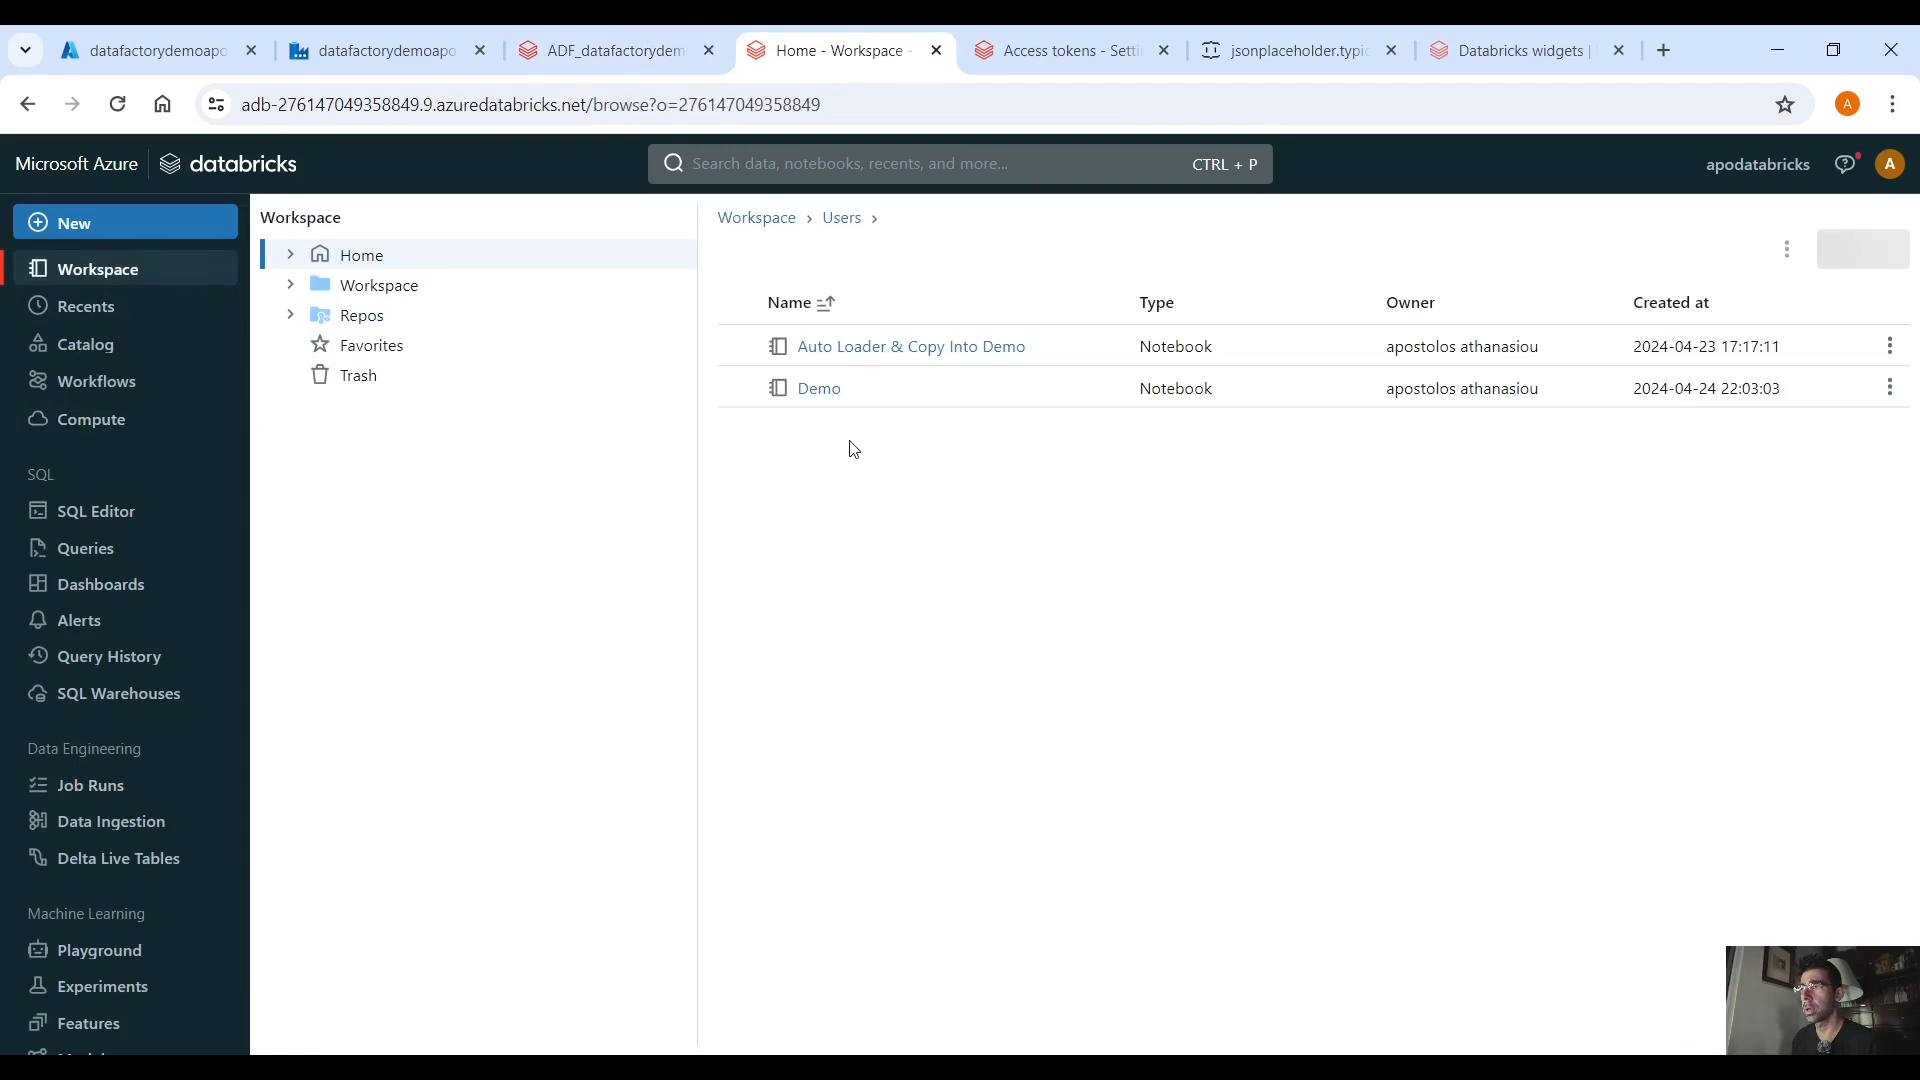 datafactorydemoapo
datafactorydemoapo
ADF_datafactorydem
Home - Workspace -
Access tokens - Setti
jsonplaceholder.typic
Databricks widgets |
adb-276147049358849.9.azuredatabricks.net/browse?o=276147049358849
A
Microsoft Azure
databricks
Search data, notebooks, recents, and more...
CTRL + P
apodatabricks
A
New
Workspace
Recents
Catalog
Workflows
Compute
SQL
SQL Editor
Queries
Dashboards
Alerts
Query History
SQL Warehouses
Data Engineering
Job Runs
Data Ingestion
Delta Live Tables
Machine Learning
Playground
Experiments
Features
Workspace
Home
Workspace
Repos
Favorites
Trash
Workspace > Users >
Name Type Owner Created at
Auto Loader & Copy Into Demo Notebook apostolos athanasiou 2024-04-23 17:17:11
Demo Notebook apostolos athanasiou 2024-04-24 22:03:03